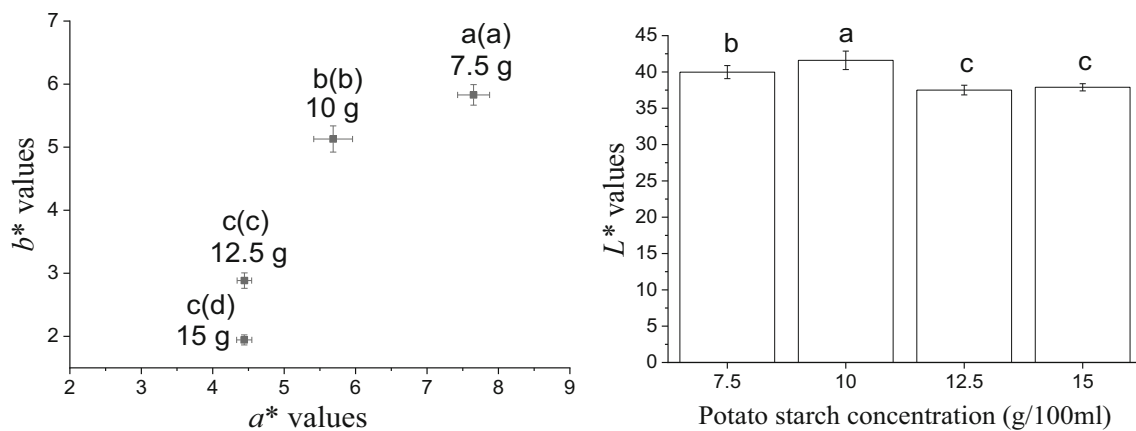 7
6
5
4
3
2
b* values
a(a)
7.5 g
b(b)
10 g
c(c)
12.5 g
c(d)
15 g
2 3 4 5 6 7 8 9
a* values
45
40
35
30
25
20
15
10
5
0
L* values
b a c c
7.5 10 12.5 15
Potato starch concentration (g/100ml)